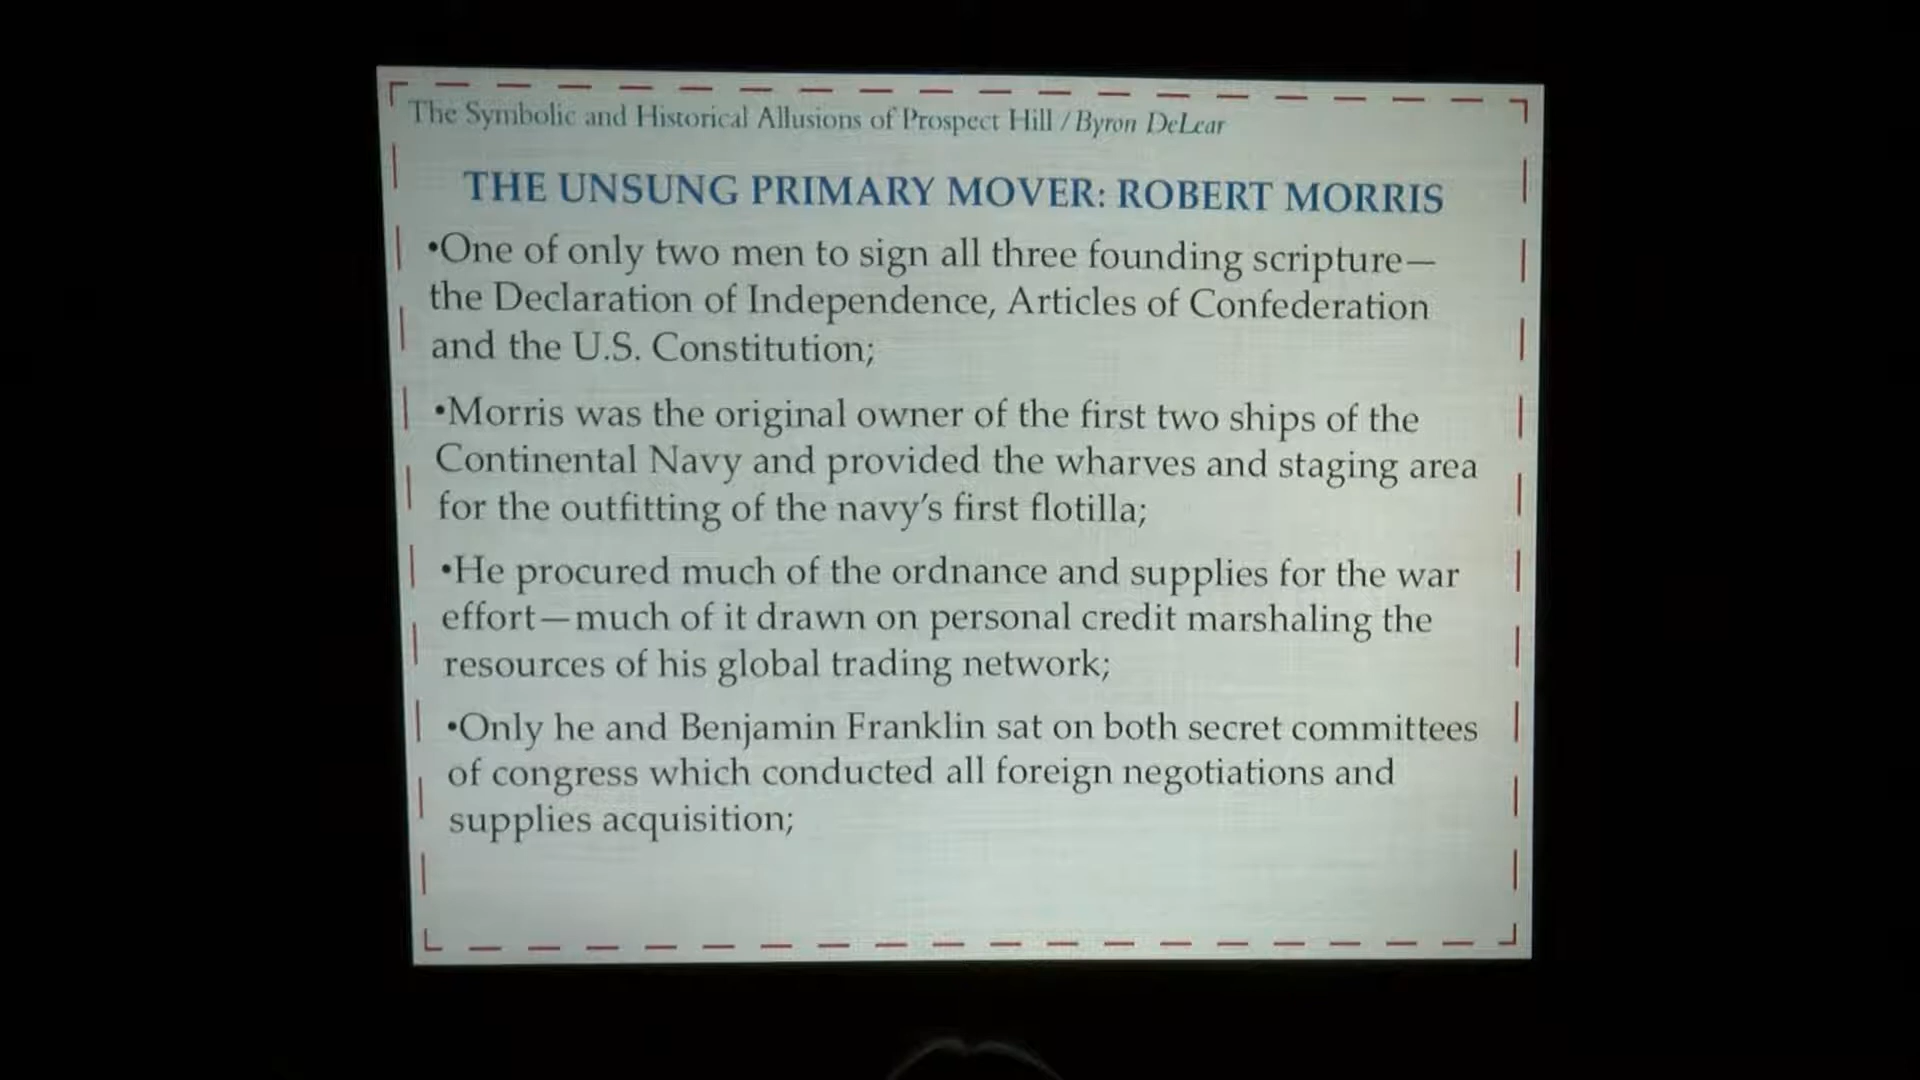 The Symbolic and Historical Allusions of Prospect Hill / Byron DeLear
THE UNSUNG PRIMARY MOVER: ROBERT MORRIS
•One of only two men to sign all three founding scripture—
the Declaration of Independence, Articles of Confederation
and the U.S. Constitution;
•Morris was the original owner of the first two ships of the
Continental Navy and provided the wharves and staging area
for the outfitting of the navy's first flotilla;
•He procured much of the ordnance and supplies for the war
effort—much of it drawn on personal credit marshaling the
resources of his global trading network;
•Only he and Benjamin Franklin sat on both secret committees
of congress which conducted all foreign negotiations and
supplies acquisition;